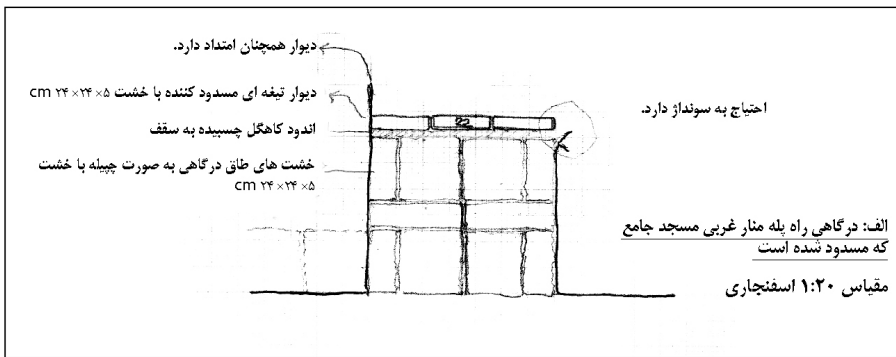 دیوار همچنان امتداد دارد.
دیوار تیغه ای مسدود کننده با خشت ۵×۲۴×۲۴ cm
اندود کاهگل چسبیده به سقف
خشت های طاق درگاهی به صورت چپیله با خشت
۵×۲۴×۲۴ cm
احتیاج به سونداژ دارد.
۲۲
الف: درگاهی راه پله منار غربی مسجد جامع
که مسدود شده است
مقیاس ۱:۲۰ اسفنجاری